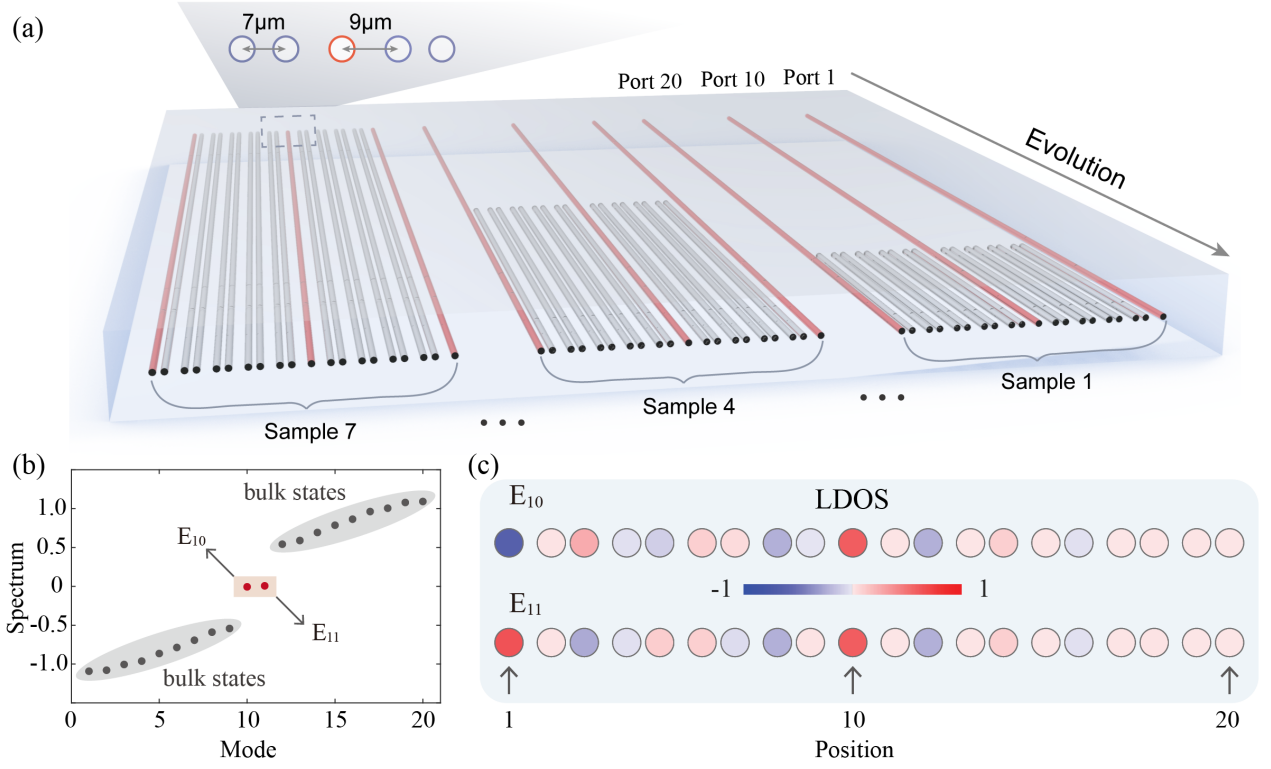 (a)
7μm 9μm
Port 20 Port 10 Port 1
Evolution
Sample 7
Sample 4
Sample 1
(b)
bulk states
E10
E11
bulk states
Spectrum
1.0
0.5
0
-0.5
-1.0
0 5 10 15 20
Mode
(c)
E10
LDOS
-1 1
E11
1 10 20
Position